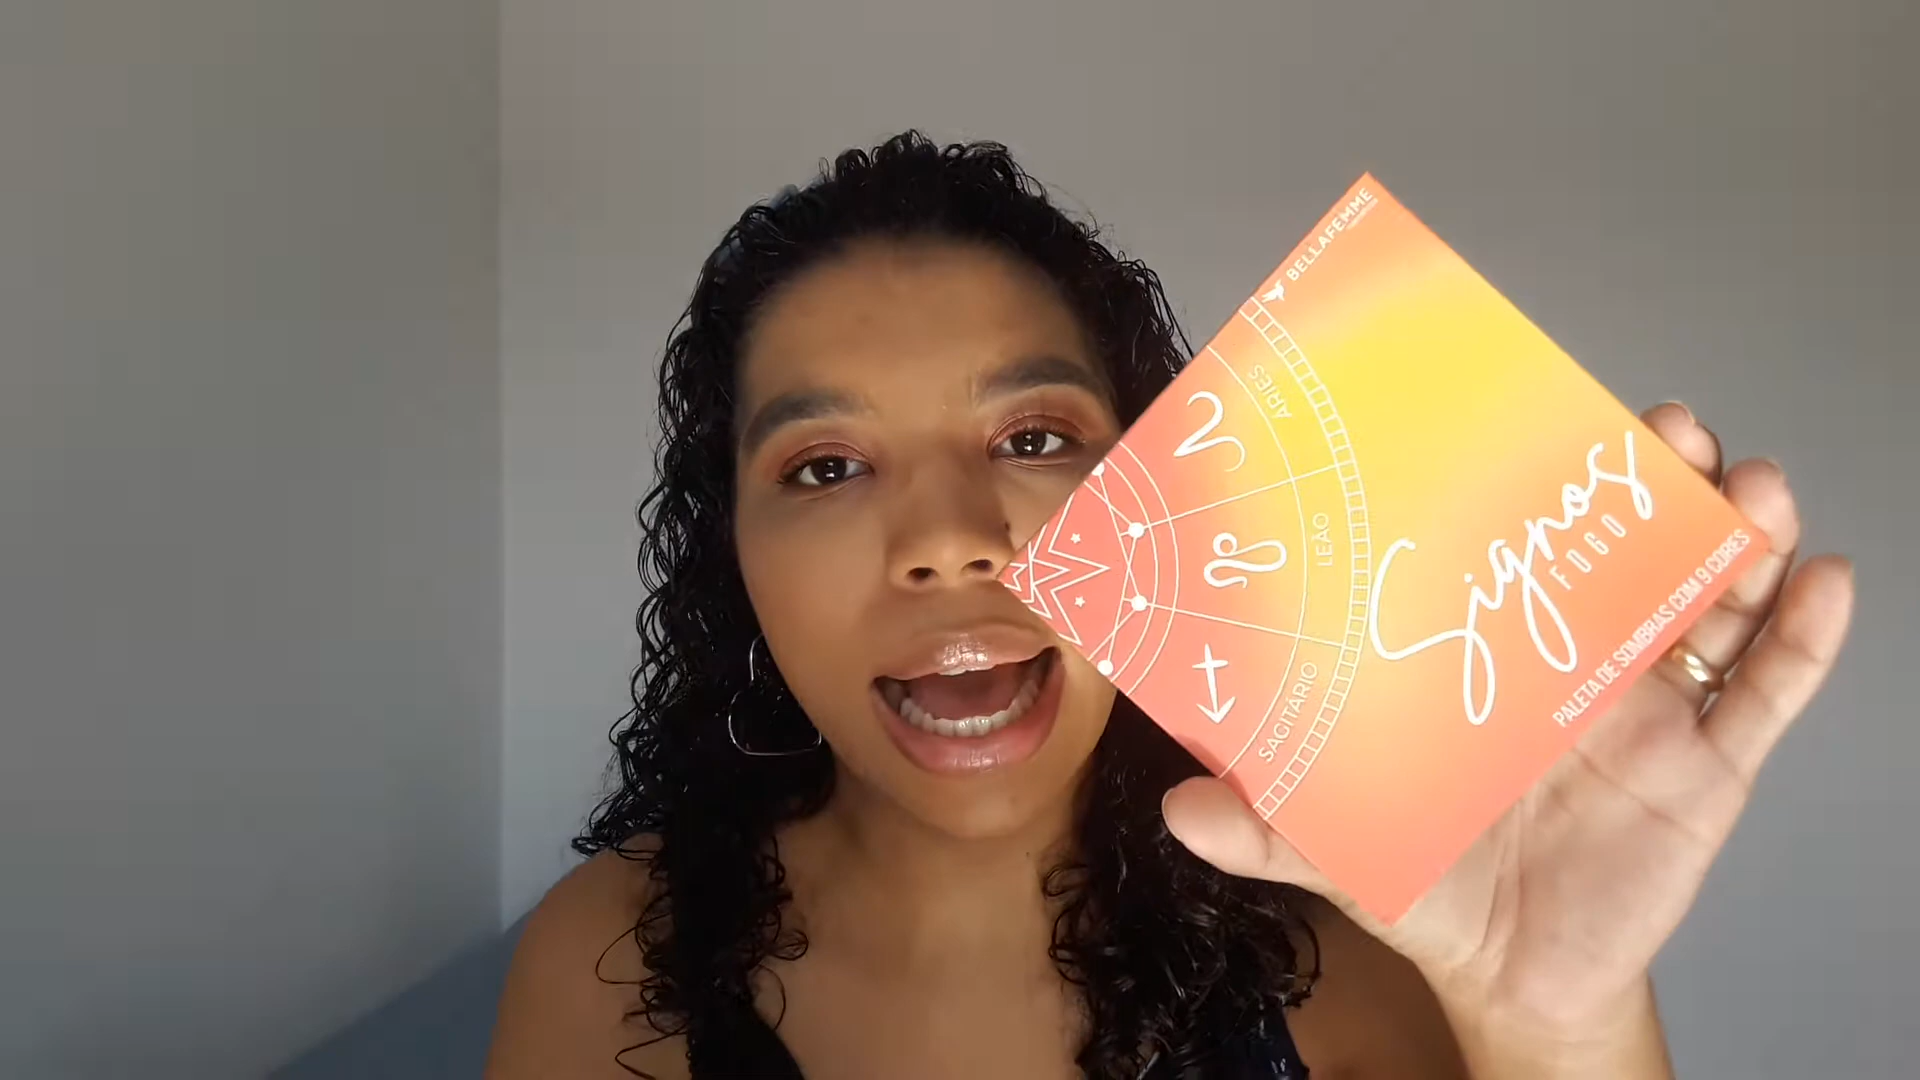 BELLAFEMME
ÁRIES
LEÃO
SAGITÁRIO
Signos
FOGO
PALETA DE SOMBRAS COM 9 CORES